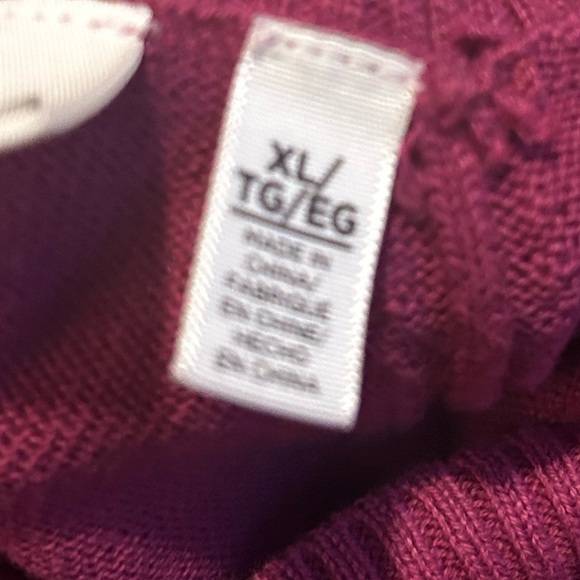 XL/
TG/EG
MADE IN
CHINA/
FABRIQUE
EN CHINE/
HECHO
EN CHINA